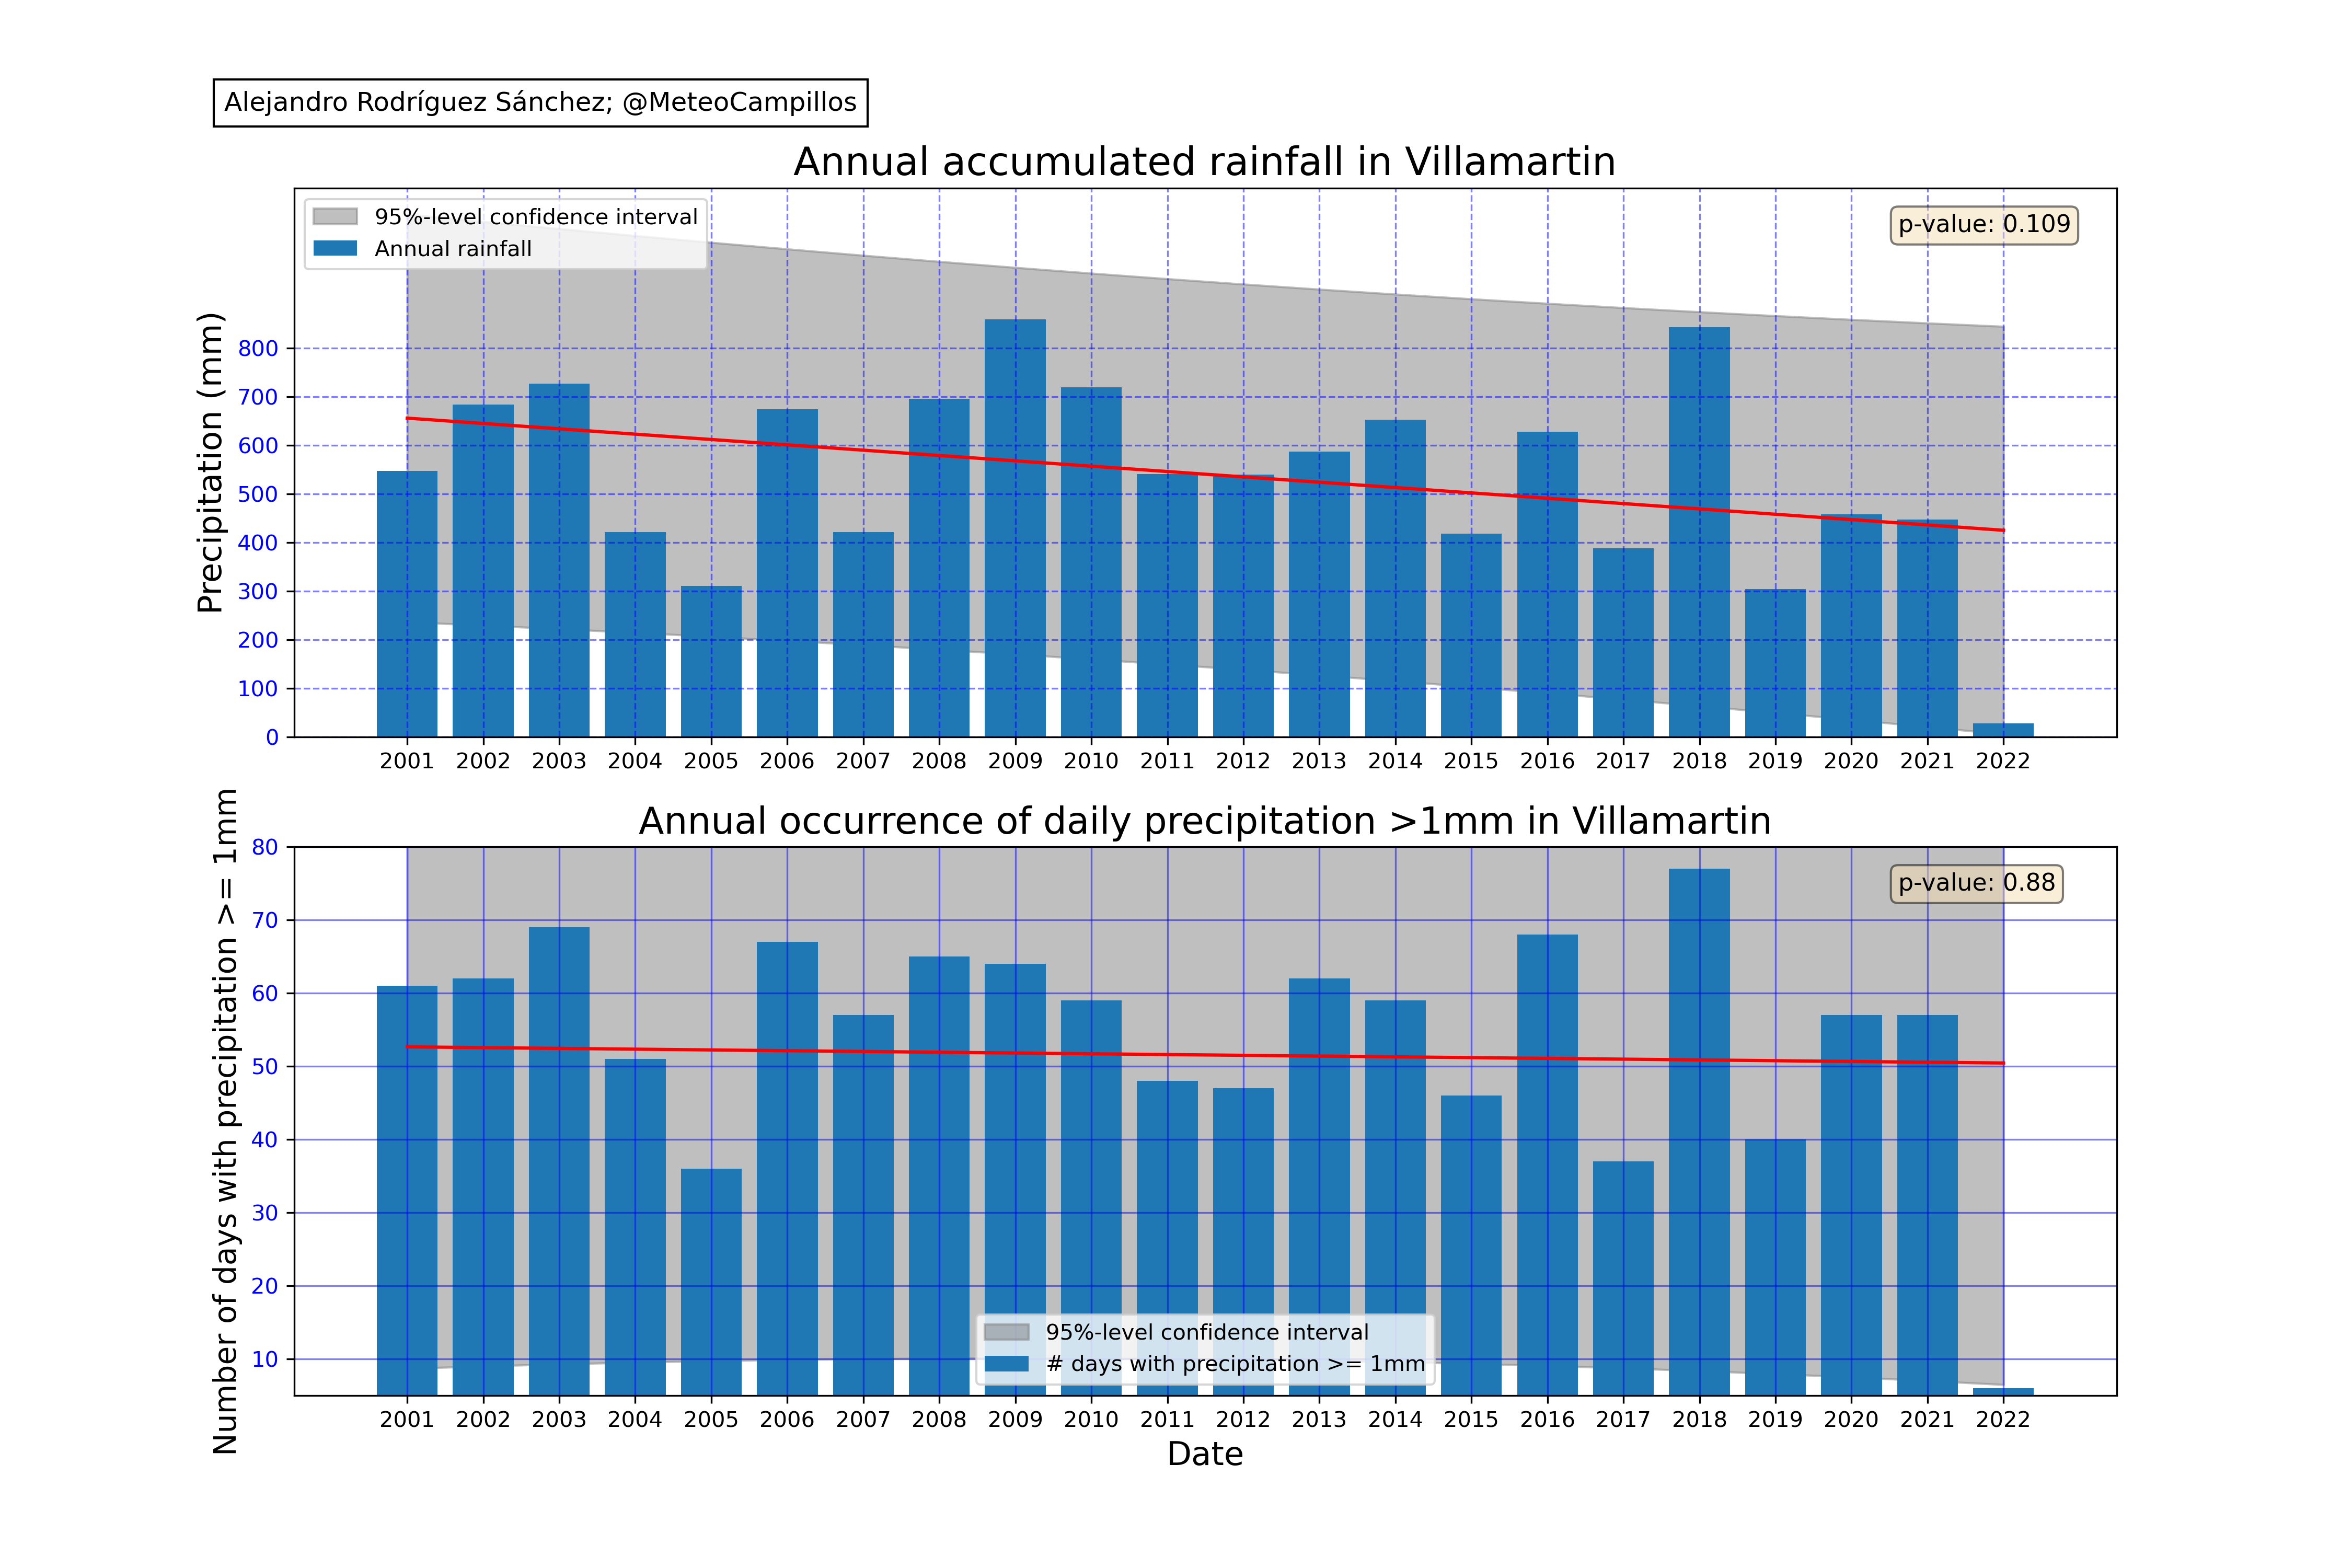 Alejandro Rodríguez Sánchez; @MeteoCampillos
Annual accumulated rainfall in Villamartin
95%-level confidence interval
Annual rainfall
p-value: 0.109
Precipitation (mm)
800
700
600
500
400
300
200
100
0
2001 2002 2003 2004 2005 2006 2007 2008 2009 2010 2011 2012 2013 2014 2015 2016 2017 2018 2019 2020 2021 2022
Annual occurrence of daily precipitation >1mm in Villamartin
p-value: 0.88
Number of days with precipitation >= 1mm
80
70
60
50
40
30
20
10
95%-level confidence interval
# days with precipitation >= 1mm
2001 2002 2003 2004 2005 2006 2007 2008 2009 2010 2011 2012 2013 2014 2015 2016 2017 2018 2019 2020 2021 2022
Date